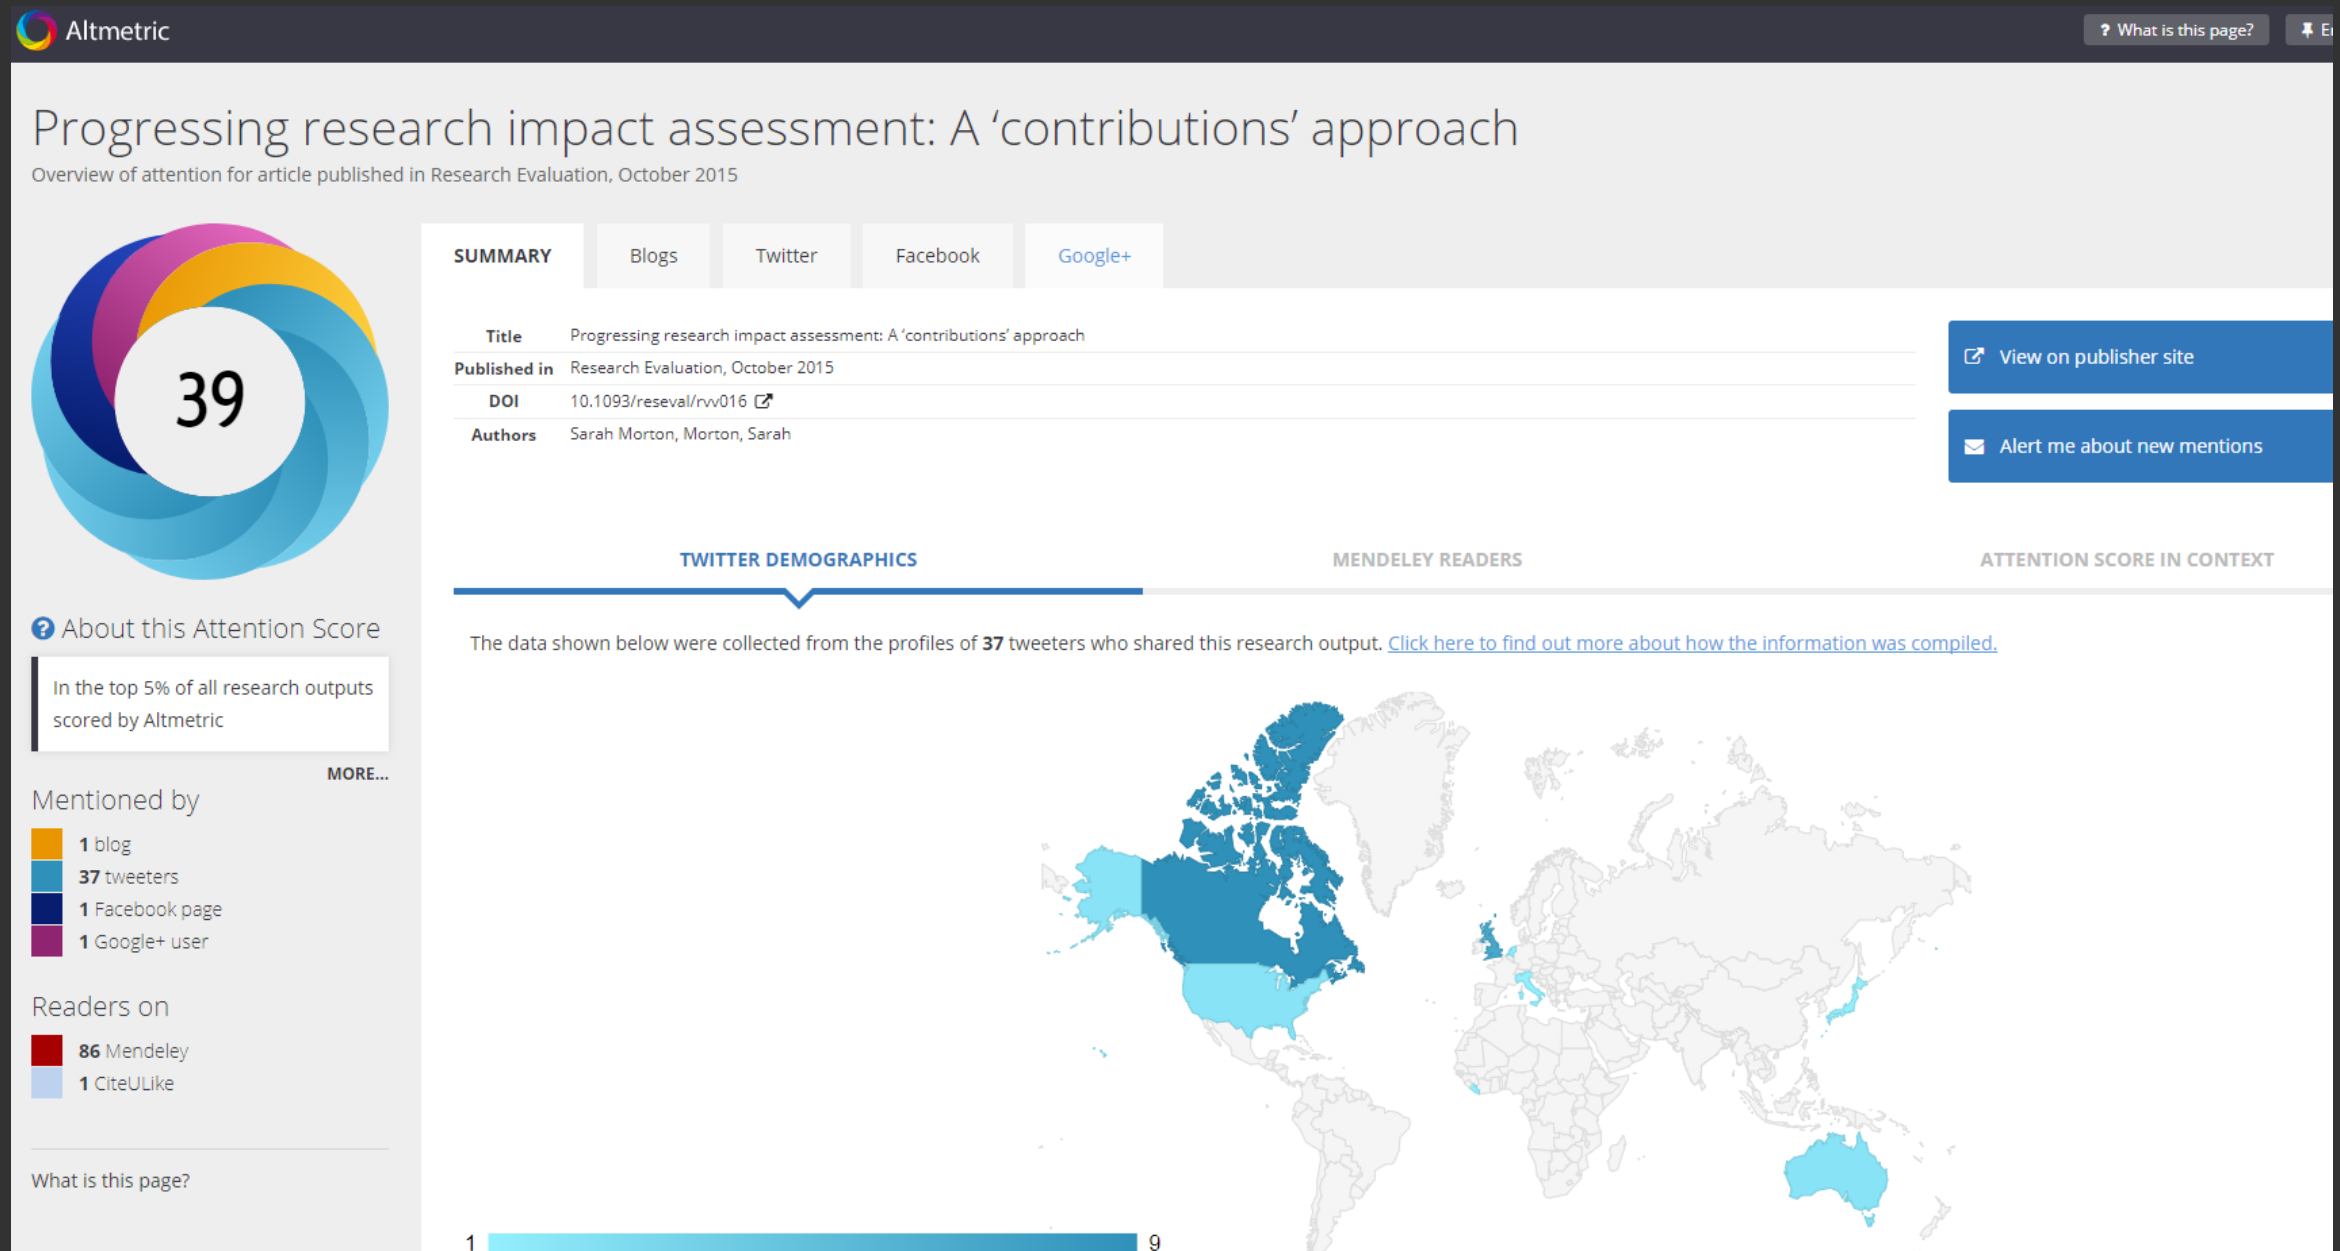 Altmetric
? What is this page?
Progressing research impact assessment: A ‘contributions’ approach
Overview of attention for article published in Research Evaluation, October 2015
39
SUMMARY Blogs Twitter Facebook Google+
Title Progressing research impact assessment: A ‘contributions’ approach
Published in Research Evaluation, October 2015
DOI 10.1093/reseval/rvv016
Authors Sarah Morton, Morton, Sarah
View on publisher site
Alert me about new mentions
TWITTER DEMOGRAPHICS MENDELEY READERS ATTENTION SCORE IN CONTEXT
The data shown below were collected from the profiles of 37 tweeters who shared this research output. Click here to find out more about how the information was compiled.
? About this Attention Score
In the top 5% of all research outputs
scored by Altmetric
MORE...
Mentioned by
1 blog
37 tweeters
1 Facebook page
1 Google+ user
Readers on
86 Mendeley
1 CiteULike
What is this page?
1 9